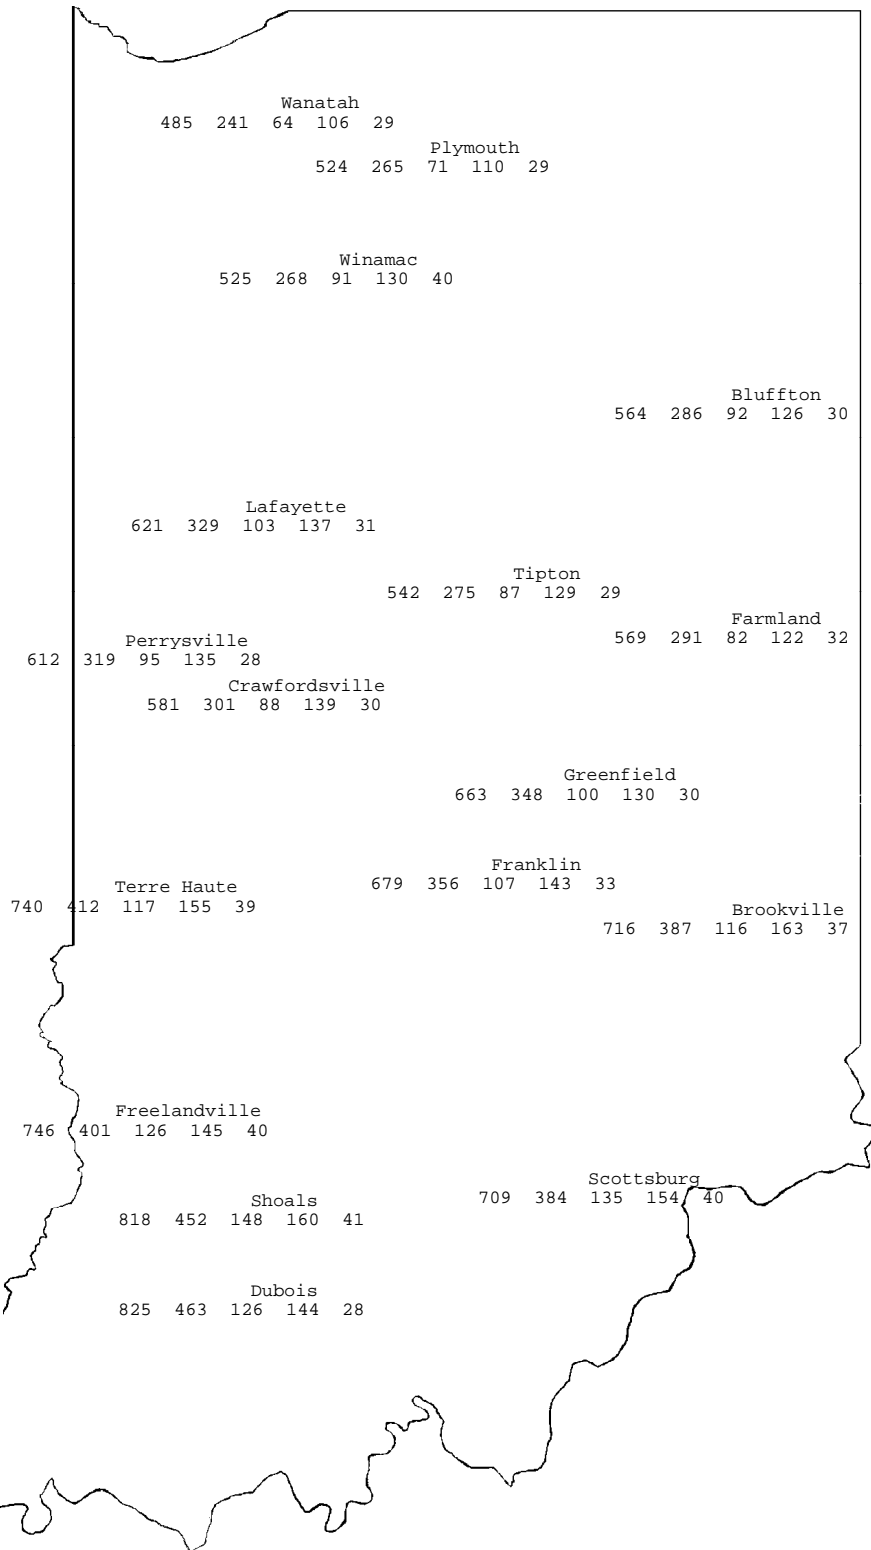 Wanatah
485 241 64 106 29
Plymouth
524 265 71 110 29
Winamac
525 268 91 130 40
Bluffton
564 286 92 126 30
Lafayette
621 329 103 137 31
Tipton
542 275 87 129 29
Farmland
569 291 82 122 32
Perrysville
612 319 95 135 28
Crawfordsville
581 301 88 139 30
Greenfield
663 348 100 130 30
Franklin
679 356 107 143 33
Terre Haute
740 412 117 155 39
Brookville
716 387 116 163 37
Freelandville
746 401 126 145 40
Scottsburg
709 384 135 154 40
Shoals
818 452 148 160 41
Dubois
825 463 126 144 28